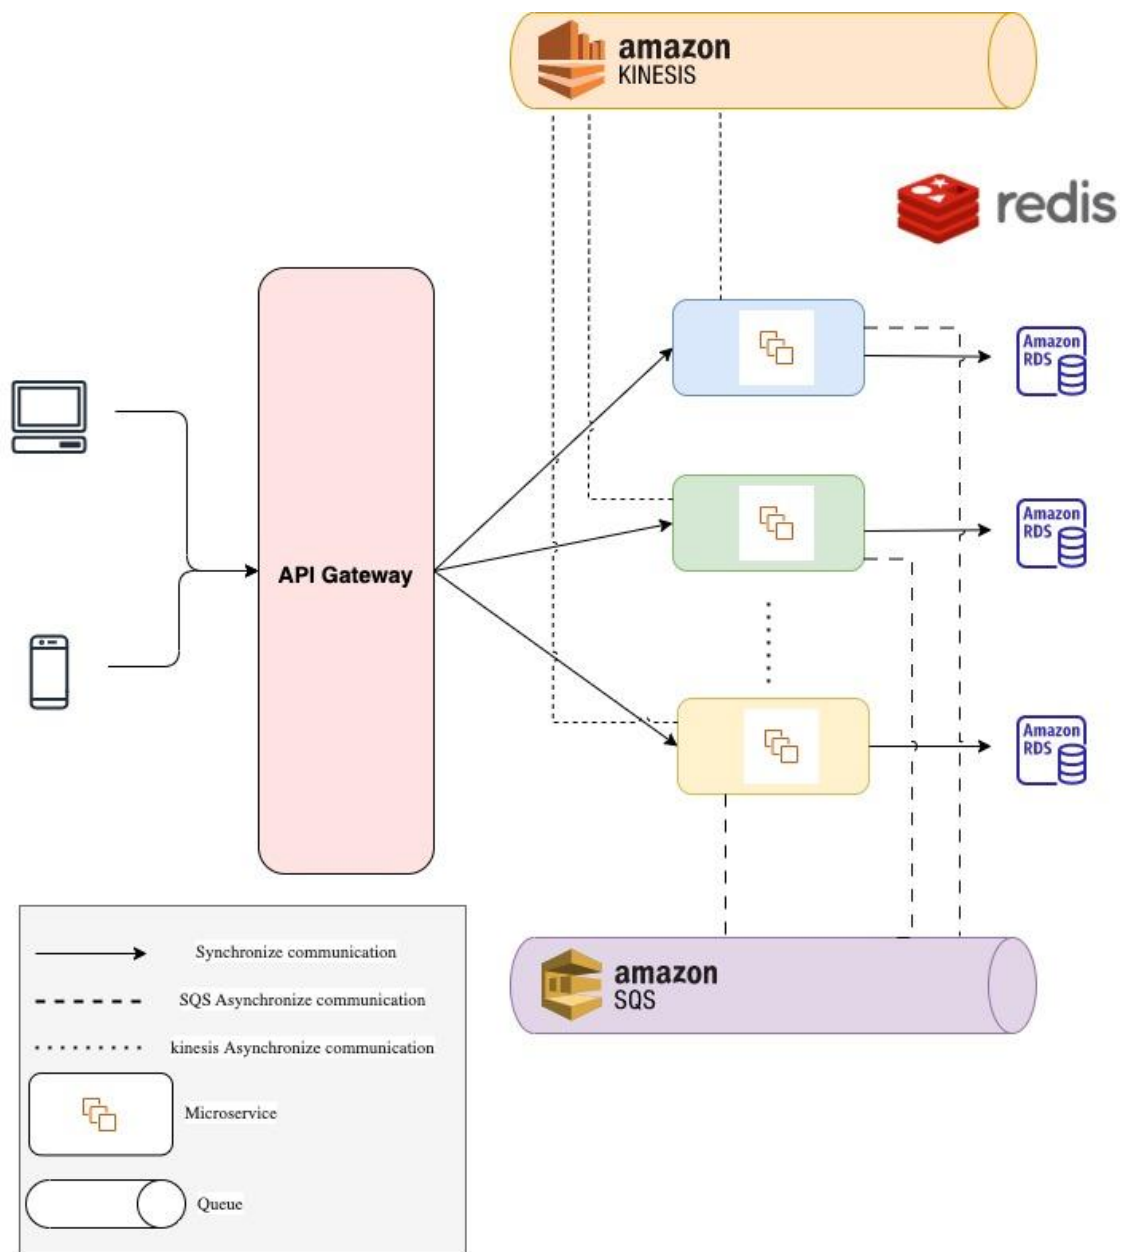 amazon
KINESIS
redis
Amazon
RDS
API Gateway
Amazon
RDS
Amazon
RDS
Synchronize communication
SQS Asynchronize communication
kinesis Asynchronize communication
Microservice
Queue
amazon
SQS